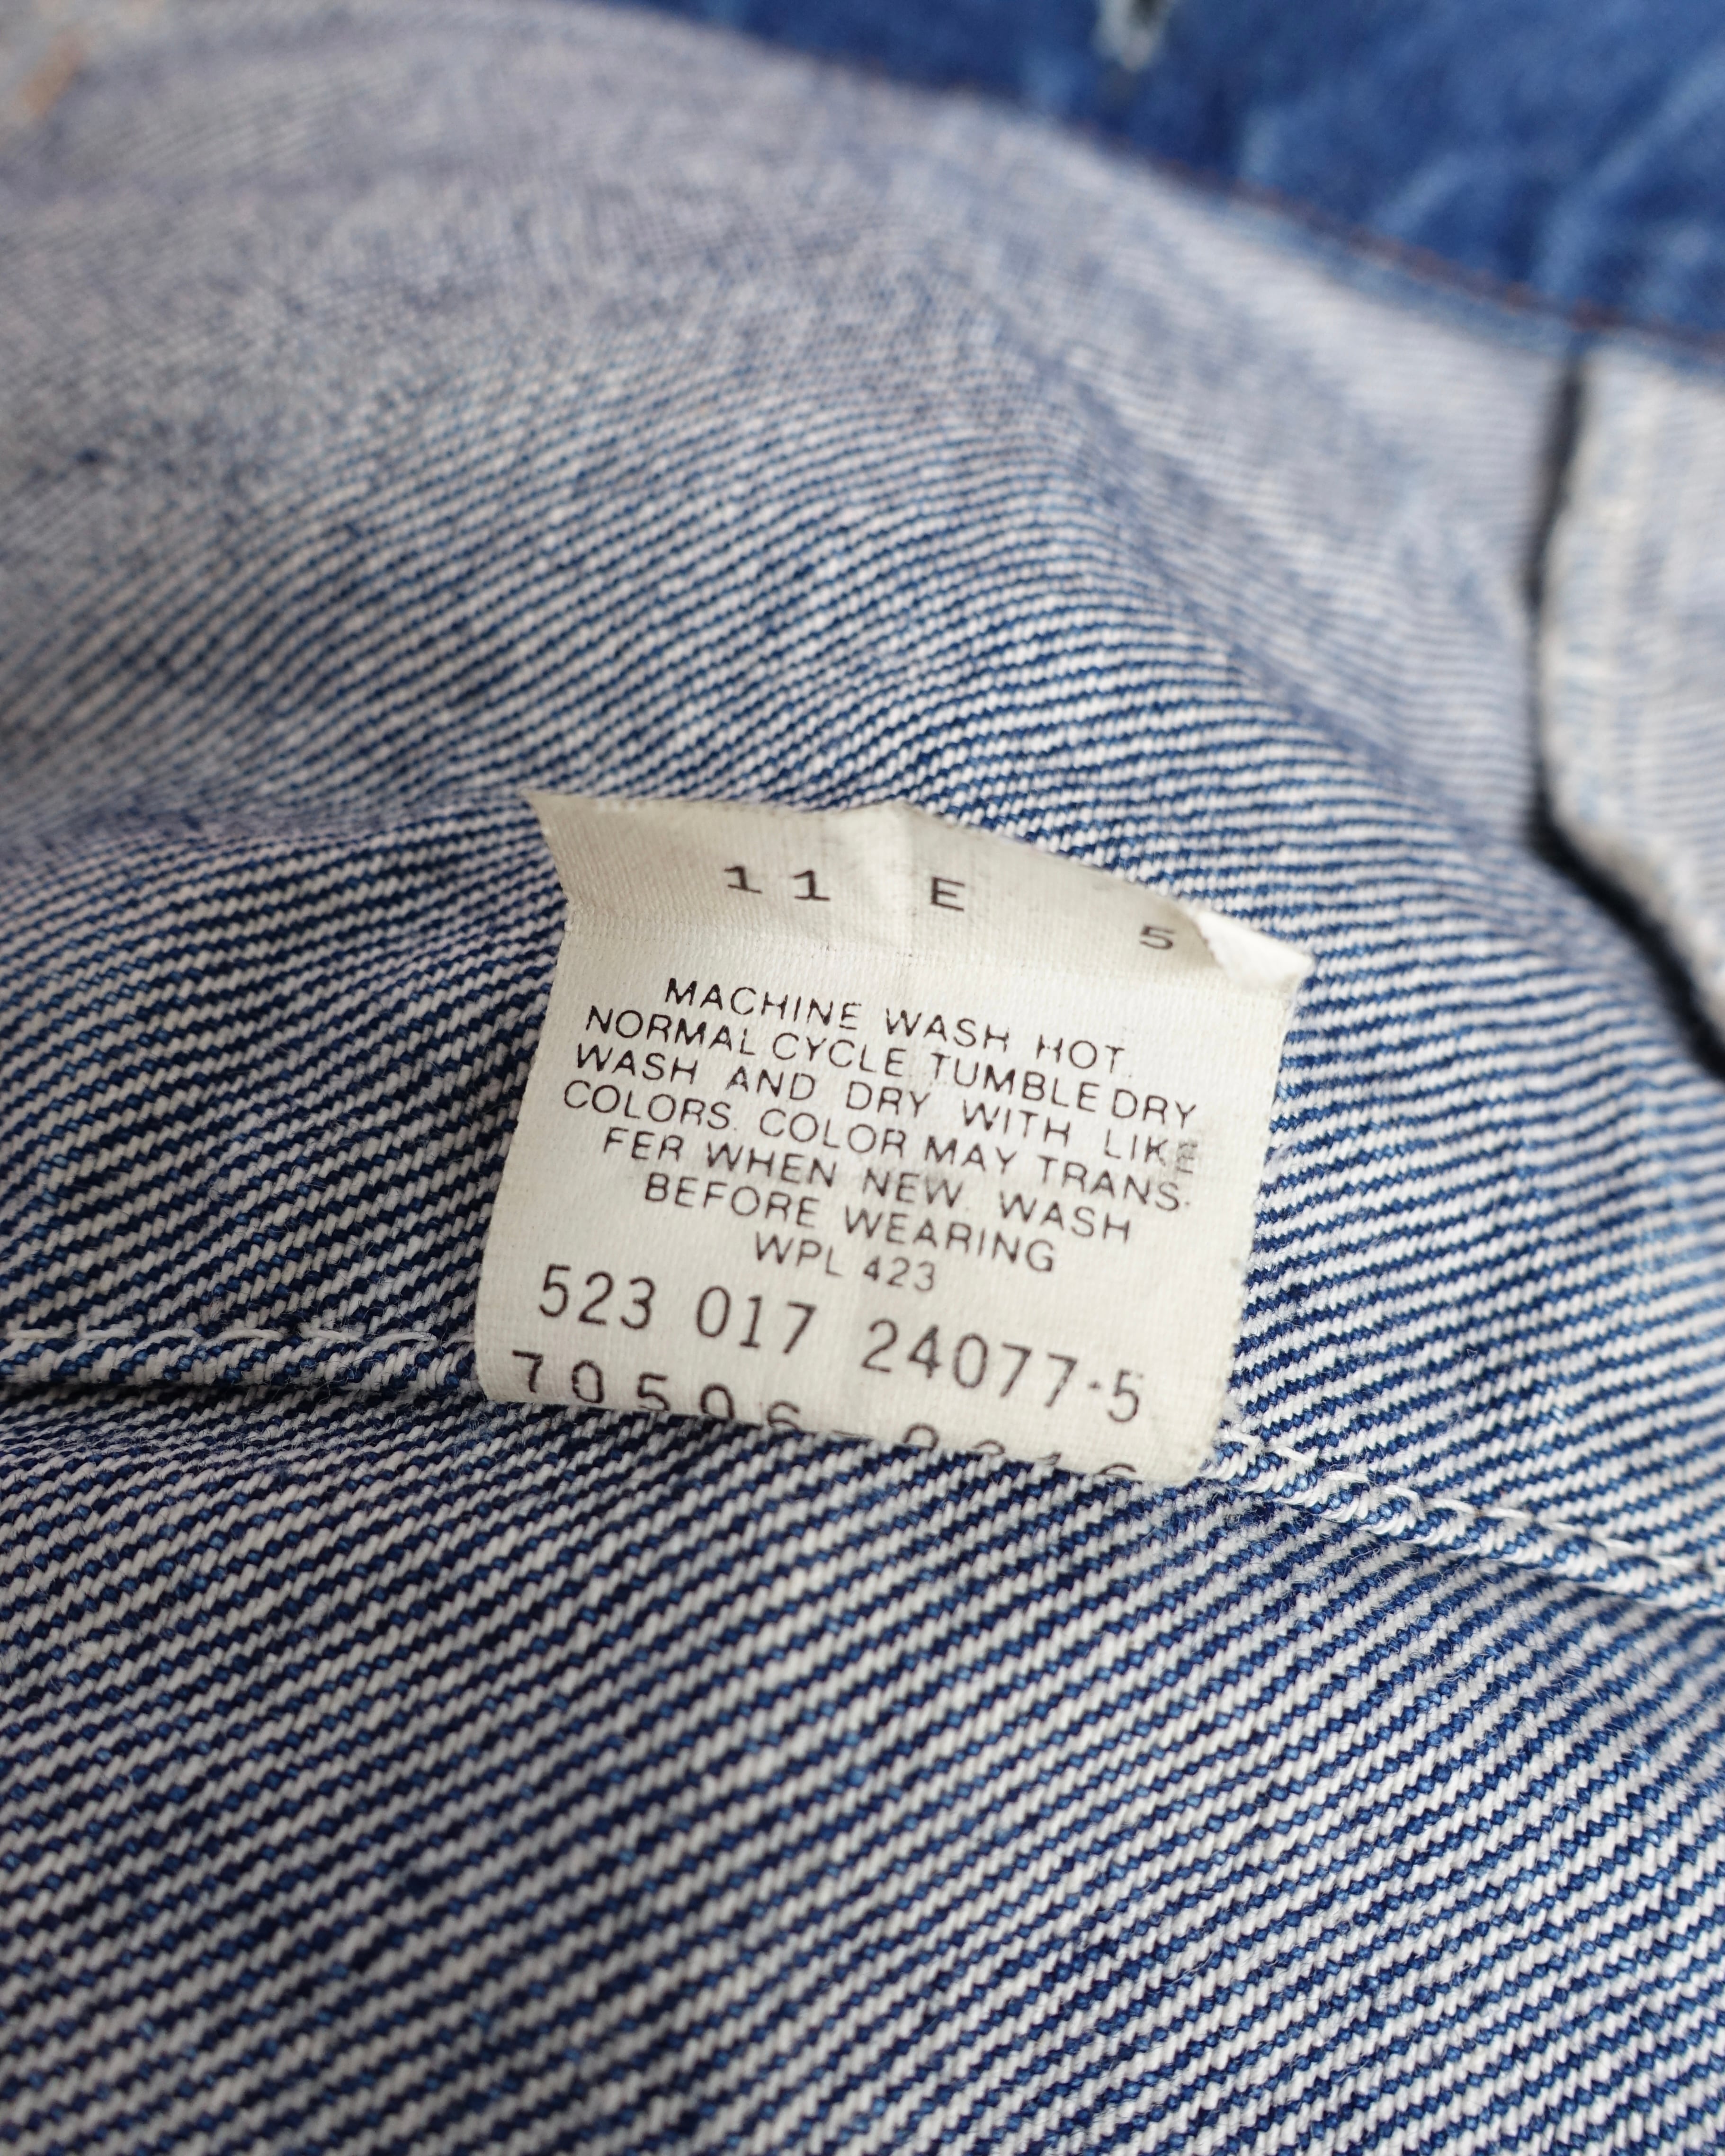 11 E 5
MACHINE WASH HOT.
NORMAL CYCLE. TUMBLE DRY
WASH AND DRY WITH LIKE
COLORS. COLOR MAY TRANS-
FER WHEN NEW. WASH
BEFORE WEARING
WPL 423
523 017 24077-5
70506